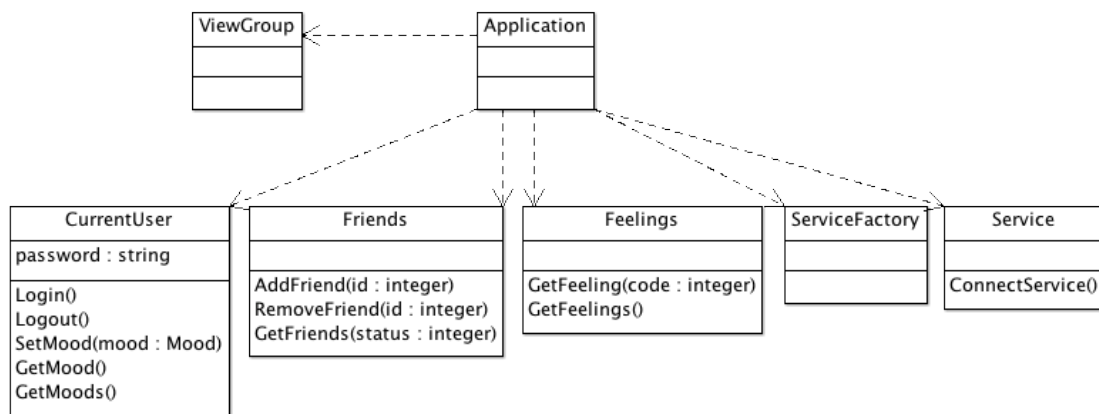 ViewGroup
Application
CurrentUser
password : string
Login()
Logout()
SetMood(mood : Mood)
GetMood()
GetMoods()
Friends
AddFriend(id : integer)
RemoveFriend(id : integer)
GetFriends(status : integer)
Feelings
GetFeeling(code : integer)
GetFeelings()
ServiceFactory
Service
ConnectService()